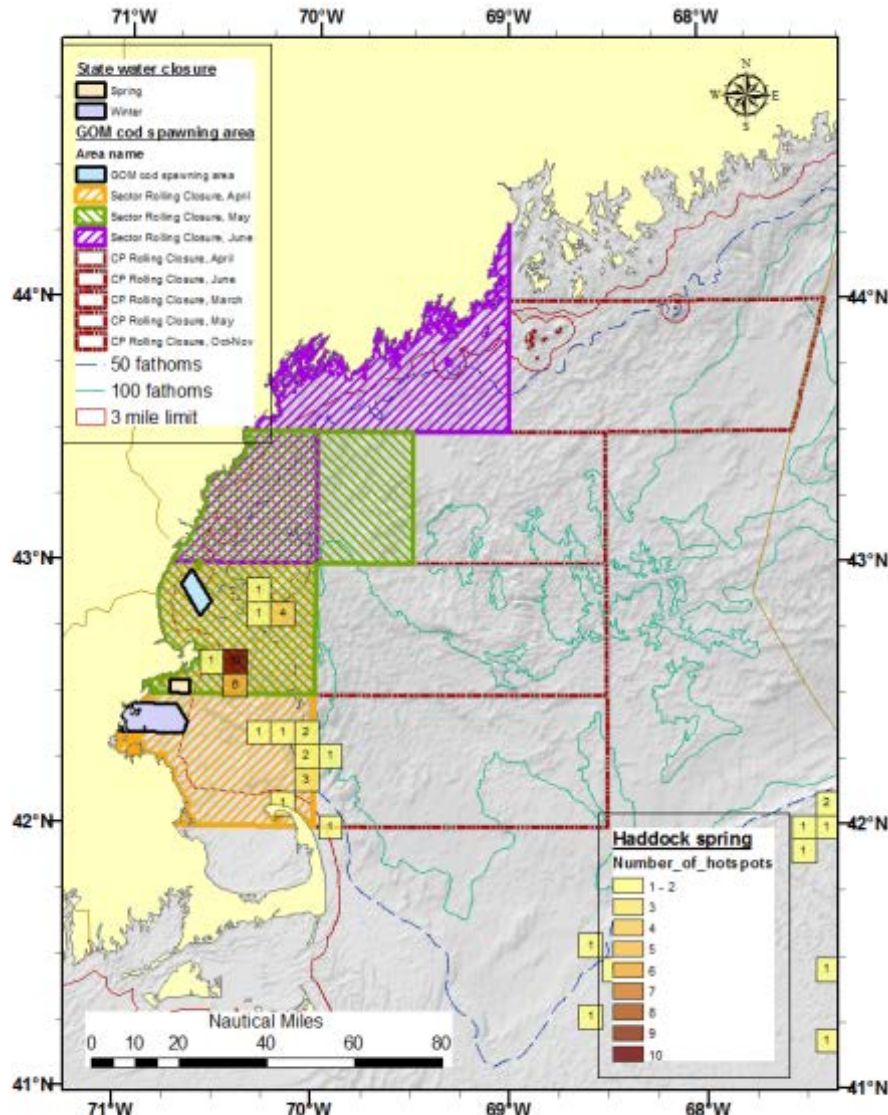 71°W 70°W 69°W 68°W
State water closure
Spring
Winter
GOM cod spawning area
Area name
GOM cod spawning area
Sector Rolling Closure, April
Sector Rolling Closure, May
Sector Rolling Closure, June
CP Rolling Closure, April
CP Rolling Closure, June
CP Rolling Closure, March
CP Rolling Closure, May
CP Rolling Closure, Oct-Nov
50 fathoms
100 fathoms
3 mile limit
N
W E
S
44°N 44°N
43°N 43°N
1
1 4
1 10
6
1 1 2
2 1
3
1
42°N 42°N
1
2
1 1
1
Haddock spring
Number_of_hotspots
1 - 2
3
4
5
6
7
8
9
10
1
1
1
1
1
Nautical Miles
0 10 20 40 60 80
41°N 41°N
71°W 70°W 69°W 68°W